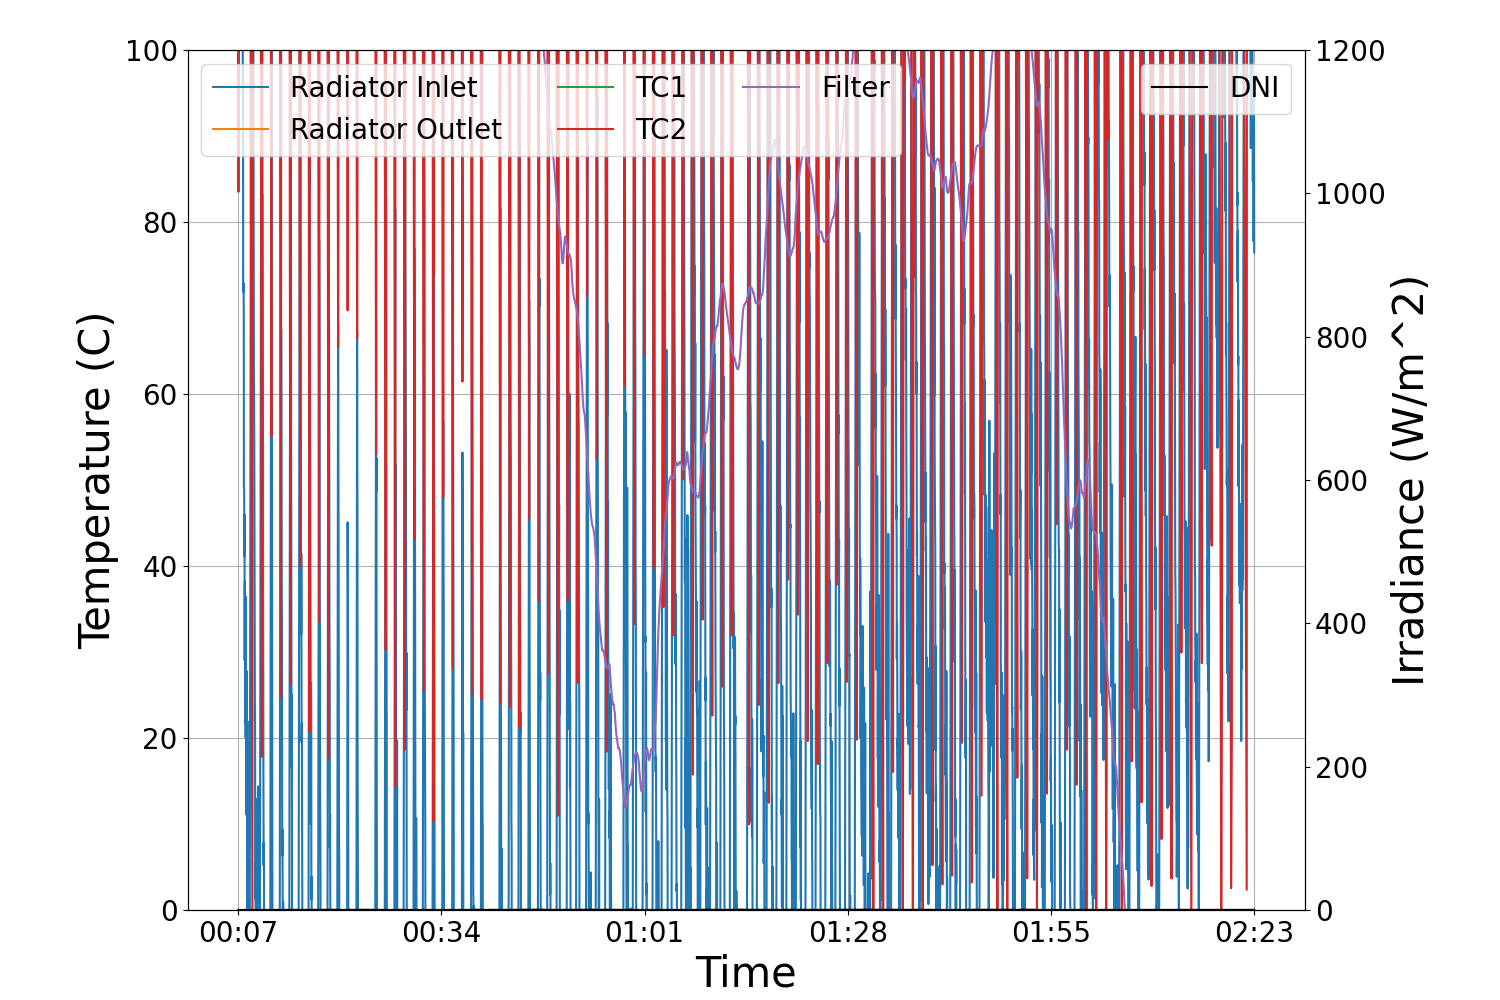 Radiator Inlet
Radiator Outlet
TC1
TC2
Filter
DNI
100
80
60
40
20
0
Temperature (C)
1200
1000
800
600
400
200
0
Irradiance (W/m^2)
00:07 00:34 01:01 01:28 01:55 02:23
Time